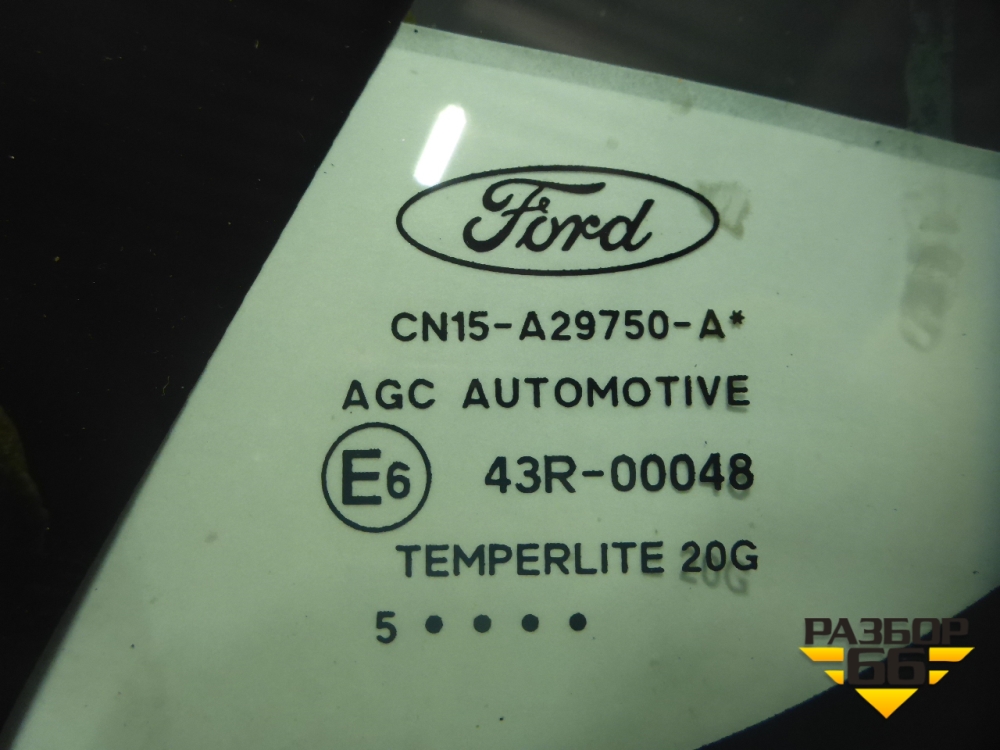 Ford
CN15-A29750-A*
AGC AUTOMOTIVE
E6 43R-00048
TEMPERLITE 20G
5 • • • •
РАЗБОР
66